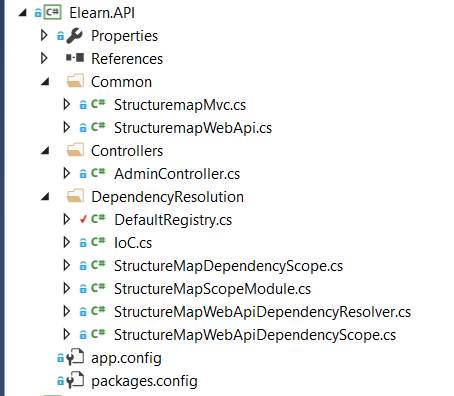 Elearn.API
Properties
References
Common
StructuremapMvc.cs
StructuremapWebApi.cs
Controllers
AdminController.cs
DependencyResolution
DefaultRegistry.cs
IoC.cs
StructureMapDependencyScope.cs
StructureMapScopeModule.cs
StructureMapWebApiDependencyResolver.cs
StructureMapWebApiDependencyScope.cs
app.config
packages.config